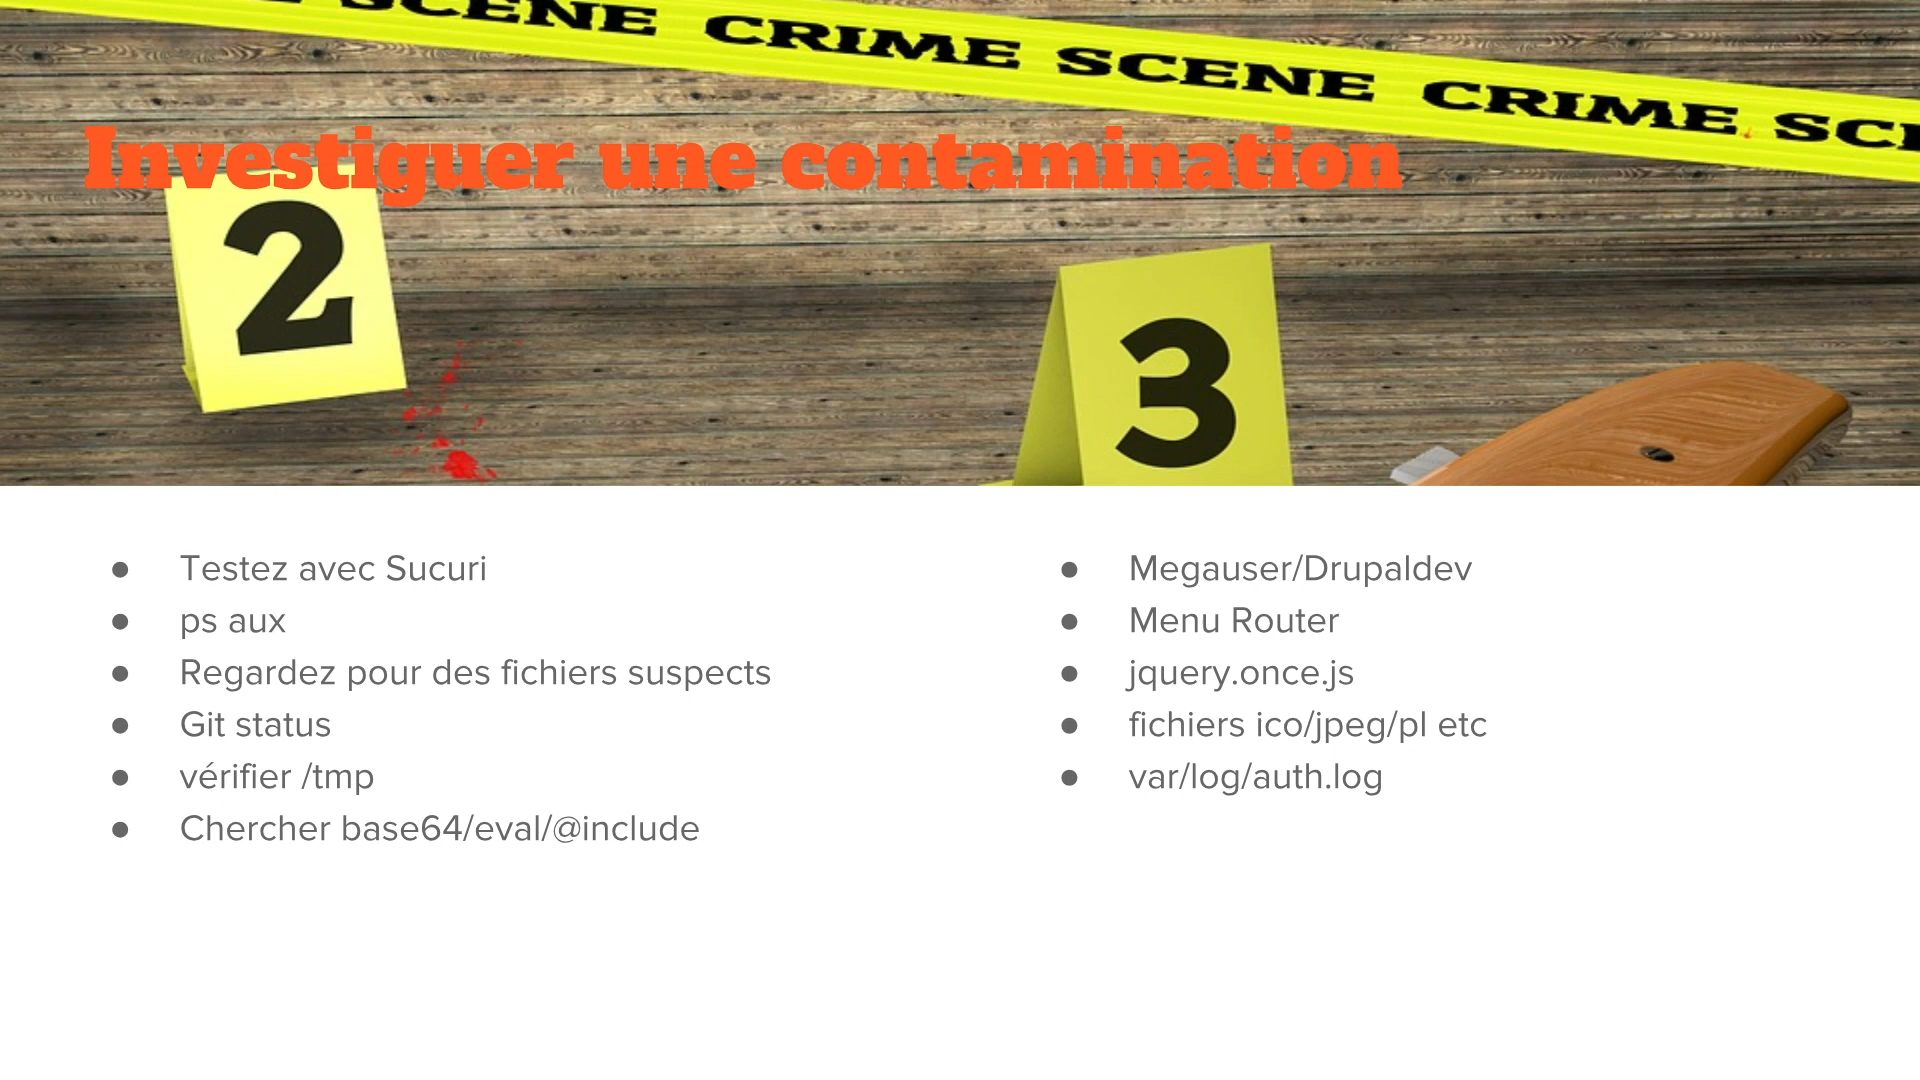 SCENE CRIME SCENE CRIME SCE
Investiguer une contamination
2
3
● Testez avec Sucuri
● ps aux
● Regardez pour des fichiers suspects
● Git status
● vérifier /tmp
● Chercher base64/eval/@include
● Megauser/Drupaldev
● Menu Router
● jquery.once.js
● fichiers ico/jpeg/pl etc
● var/log/auth.log